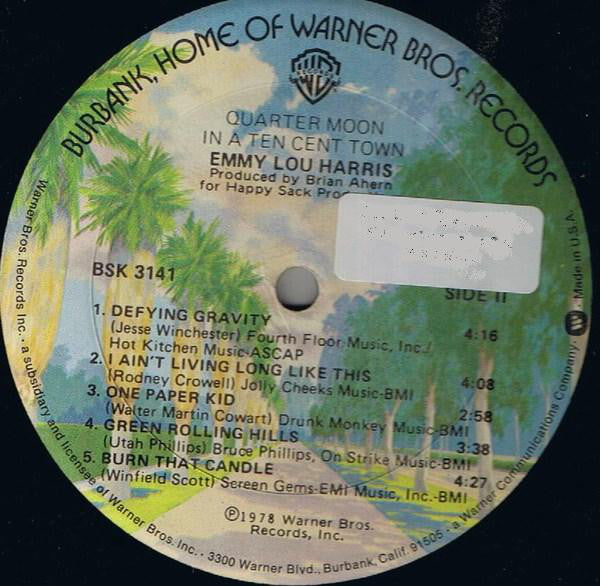 BURBANK, HOME OF WARNER BROS. RECORDS
RECORDS
QUARTER MOON
IN A TEN CENT TOWN
EMMY LOU HARRIS
Produced by Brian Ahern
for Happy Sack
BSK 3141
SIDE II
1. DEFYING GRAVITY 4:16
(Jesse Winchester) Fourth Floor Music, Inc./
Hot Kitchen Music-ASCAP
2. I AIN'T LIVING LONG LIKE THIS 4:08
(Rodney Crowell) Jolly Cheeks Music-BMI
3. ONE PAPER KID 2:58
(Walter Martin Cowart) Drunk Monkey Music-BMI
4. GREEN ROLLING HILLS 3:38
(Utah Phillips) Bruce Phillips, On Strike Music-BMI
5. BURN THAT CANDLE 4:27
(Winfield Scott) Screen Gems-EMI Music, Inc.-BMI
℗1978 Warner Bros.
Records, Inc.
Warner Bros. Records Inc. · a subsidiary and licensee of Warner Bros. Inc. · 3300 Warner Blvd., Burbank, Calif. 91505 · a Warner Communications Company. · Made in U.S.A.